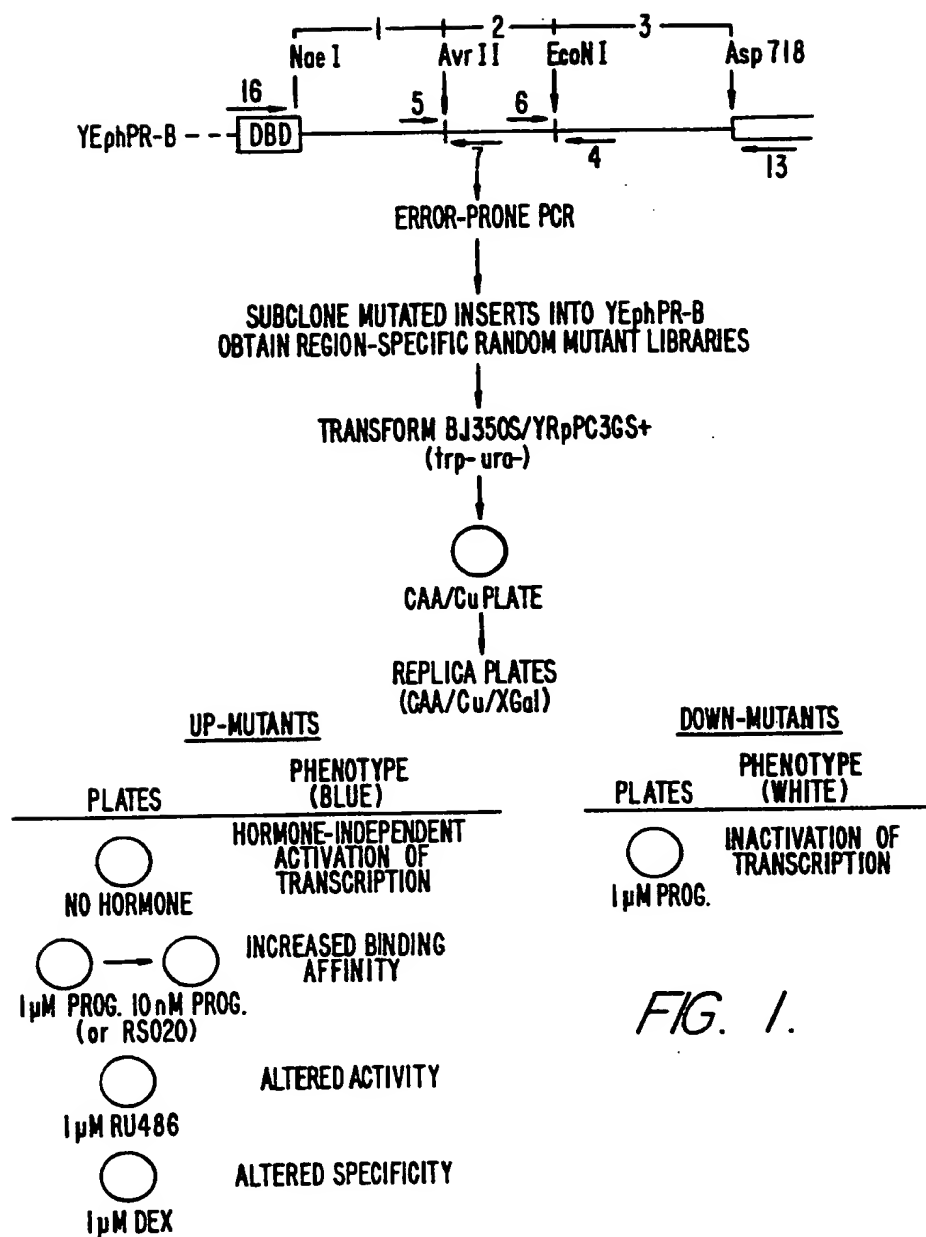 1 2 3
Nae I Avr II EcoN I Asp 718
16 5 6
YEphPR-B DBD
7 4 13
ERROR-PRONE PCR
SUBCLONE MUTATED INSERTS INTO YEphPR-B
OBTAIN REGION-SPECIFIC RANDOM MUTANT LIBRARIES
TRANSFORM BJ350S/YRpPC3GS+
(trp- ura-)
CAA/Cu PLATE
REPLICA PLATES
(CAA/Cu/XGal)
UP-MUTANTS
PLATES
PHENOTYPE
(BLUE)
NO HORMONE
HORMONE-INDEPENDENT
ACTIVATION OF
TRANSCRIPTION
1μM PROG. 10nM PROG.
(or R5020)
INCREASED BINDING
AFFINITY
1μM RU486
ALTERED ACTIVITY
1μM DEX
ALTERED SPECIFICITY
DOWN-MUTANTS
PLATES
PHENOTYPE
(WHITE)
1μM PROG.
INACTIVATION OF
TRANSCRIPTION
FIG. 1.